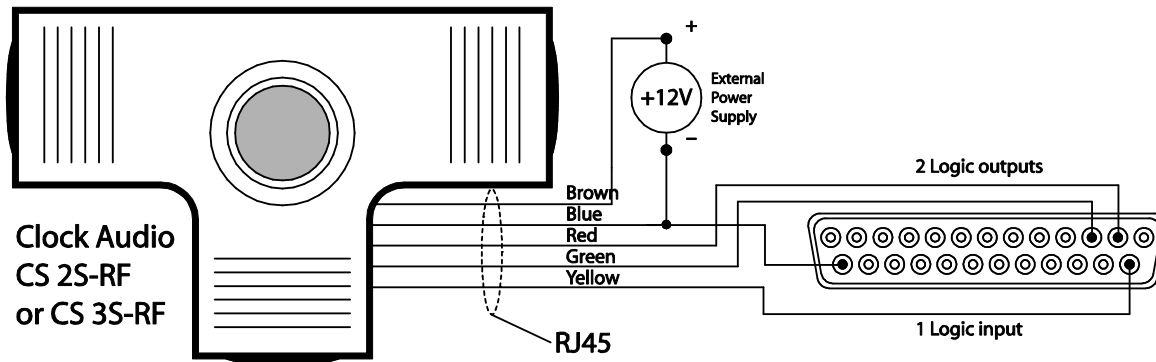 +
+12V
External
Power
Supply
–
2 Logic outputs
Brown
Blue
Red
Green
Yellow
Clock Audio
CS 2S-RF
or CS 3S-RF
RJ45
1 Logic input